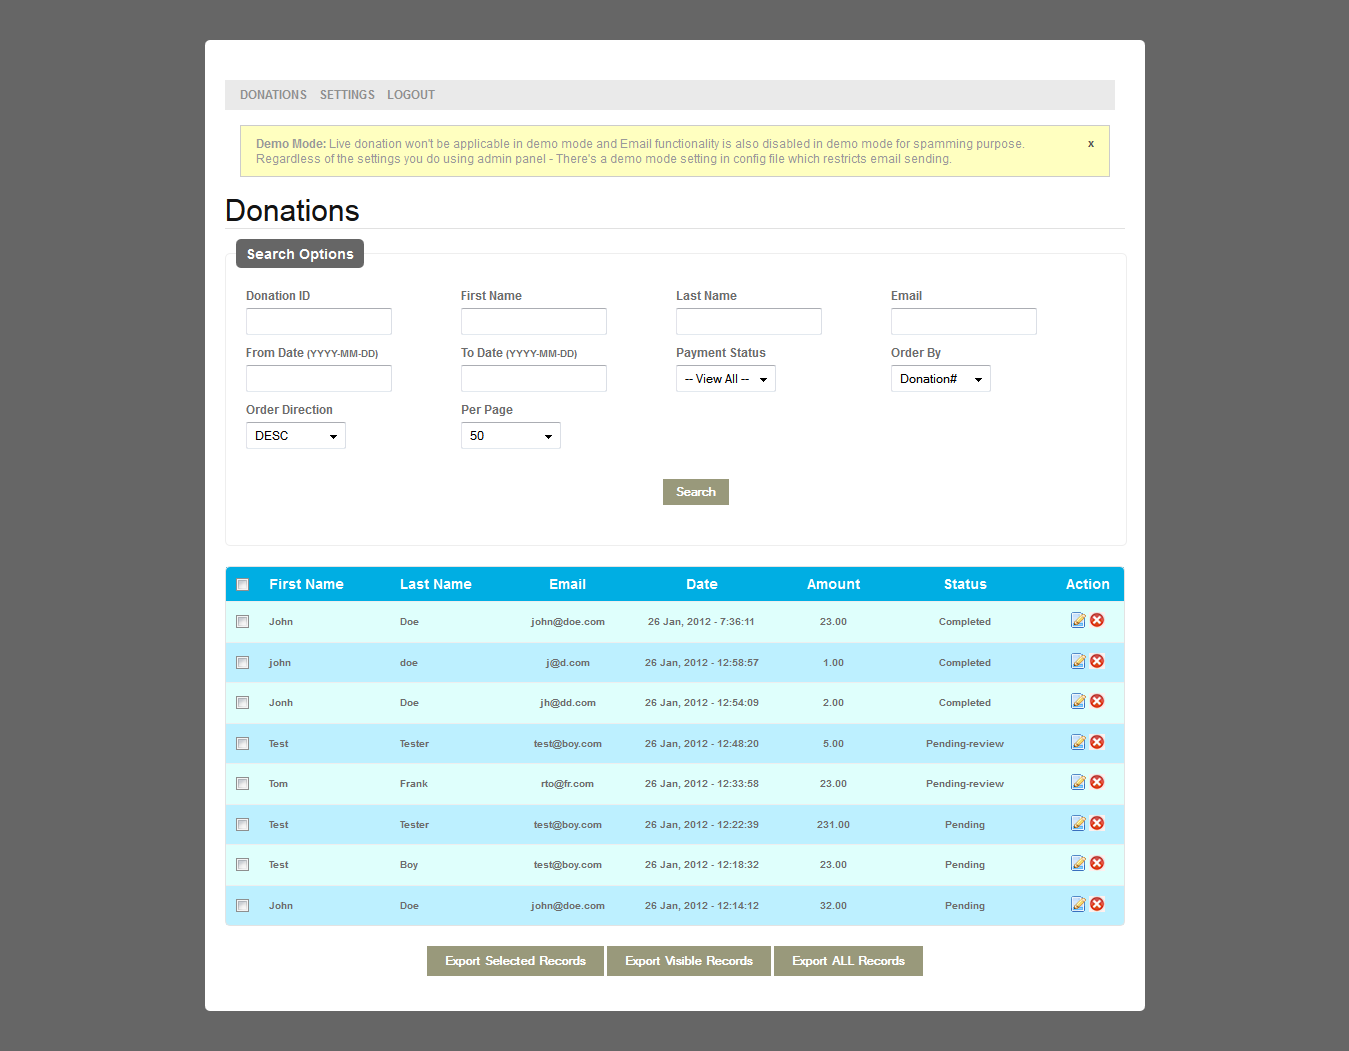 DONATIONS SETTINGS LOGOUT
Demo Mode: Live donation won't be applicable in demo mode and Email functionality is also disabled in demo mode for spamming purpose. x
Regardless of the settings you do using admin panel - There's a demo mode setting in config file which restricts email sending.
Donations
Search Options
Donation ID First Name Last Name Email
From Date (YYYY-MM-DD) To Date (YYYY-MM-DD) Payment Status Order By
-- View All -- Donation#
Order Direction Per Page
DESC 50
Search
First Name Last Name Email Date Amount Status Action
John Doe john@doe.com 26 Jan, 2012 - 7:36:11 23.00 Completed
john doe j@d.com 26 Jan, 2012 - 12:58:57 1.00 Completed
Jonh Doe jh@dd.com 26 Jan, 2012 - 12:54:09 2.00 Completed
Test Tester test@boy.com 26 Jan, 2012 - 12:48:20 5.00 Pending-review
Tom Frank rto@fr.com 26 Jan, 2012 - 12:33:58 23.00 Pending-review
Test Tester test@boy.com 26 Jan, 2012 - 12:22:39 231.00 Pending
Test Boy test@boy.com 26 Jan, 2012 - 12:18:32 23.00 Pending
John Doe john@doe.com 26 Jan, 2012 - 12:14:12 32.00 Pending
Export Selected Records Export Visible Records Export ALL Records